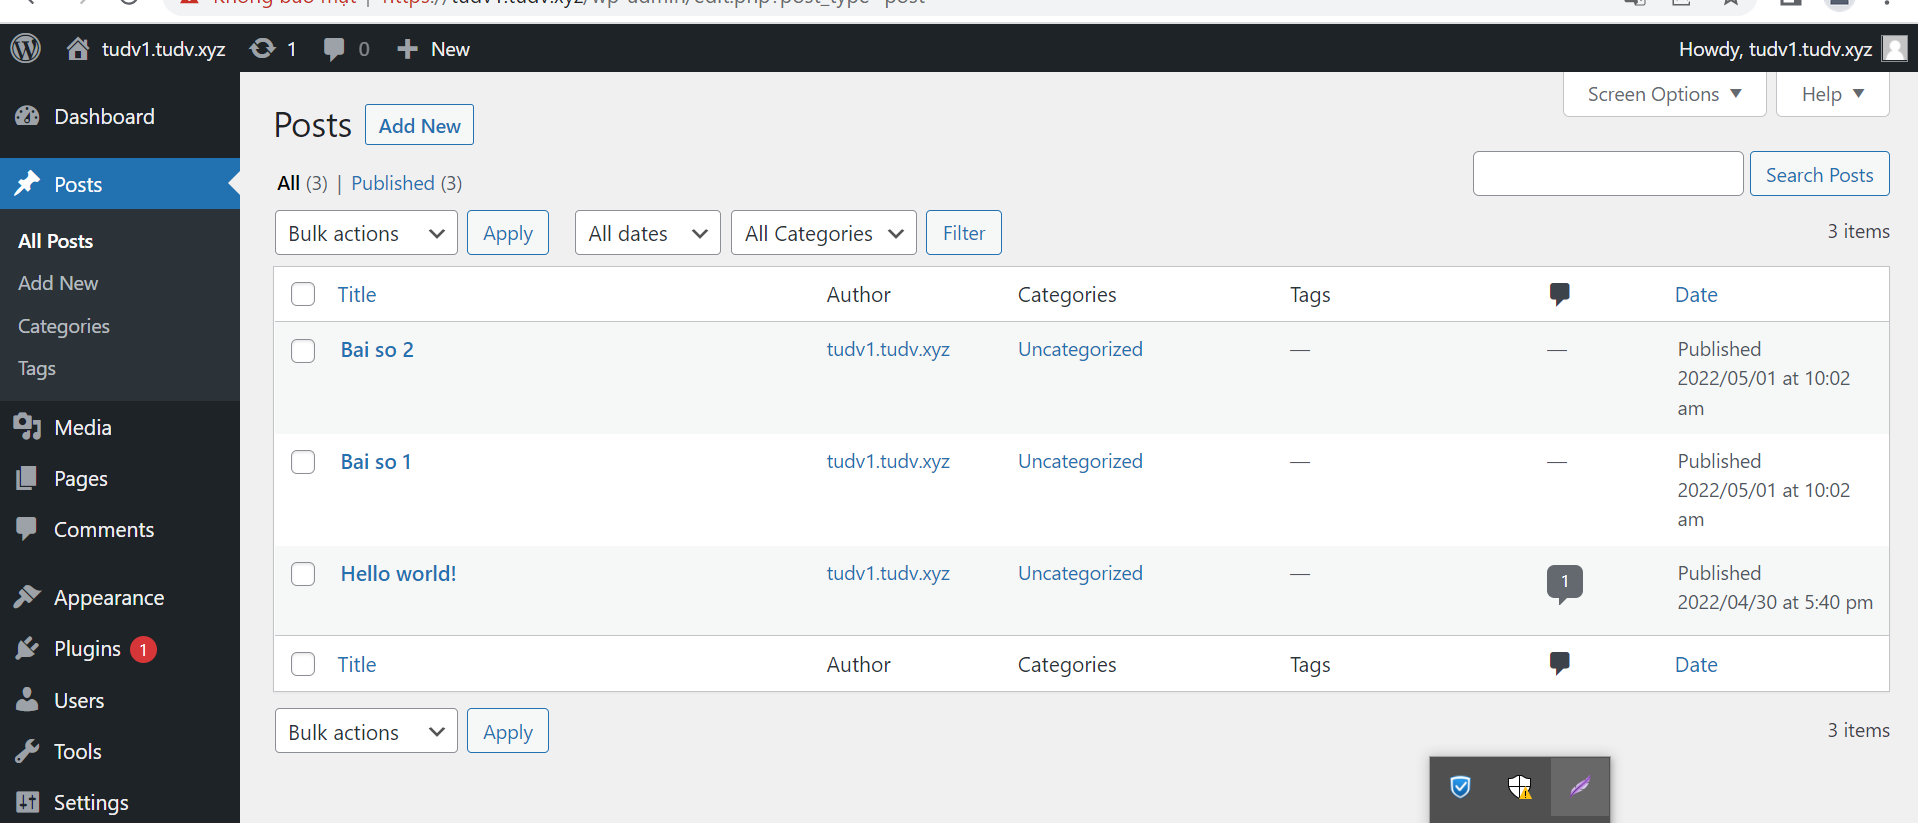 Không bảo mật | https://tudv1.tudv.xyz/wp-admin/edit.php?post_type=post
tudv1.tudv.xyz 1 0 New Howdy, tudv1.tudv.xyz
Screen Options Help
Dashboard
Posts Add New
Posts
All (3) | Published (3)
Search Posts
All Posts
Add New
Categories
Tags
Media
Pages
Comments
Appearance
Plugins 1
Users
Tools
Settings
Bulk actions Apply All dates All Categories Filter 3 items
Title Author Categories Tags Date
Bai so 2 tudv1.tudv.xyz Uncategorized — — Published
2022/05/01 at 10:02
am
Bai so 1 tudv1.tudv.xyz Uncategorized — — Published
2022/05/01 at 10:02
am
Hello world! tudv1.tudv.xyz Uncategorized — 1 Published
2022/04/30 at 5:40 pm
Title Author Categories Tags Date
Bulk actions Apply 3 items